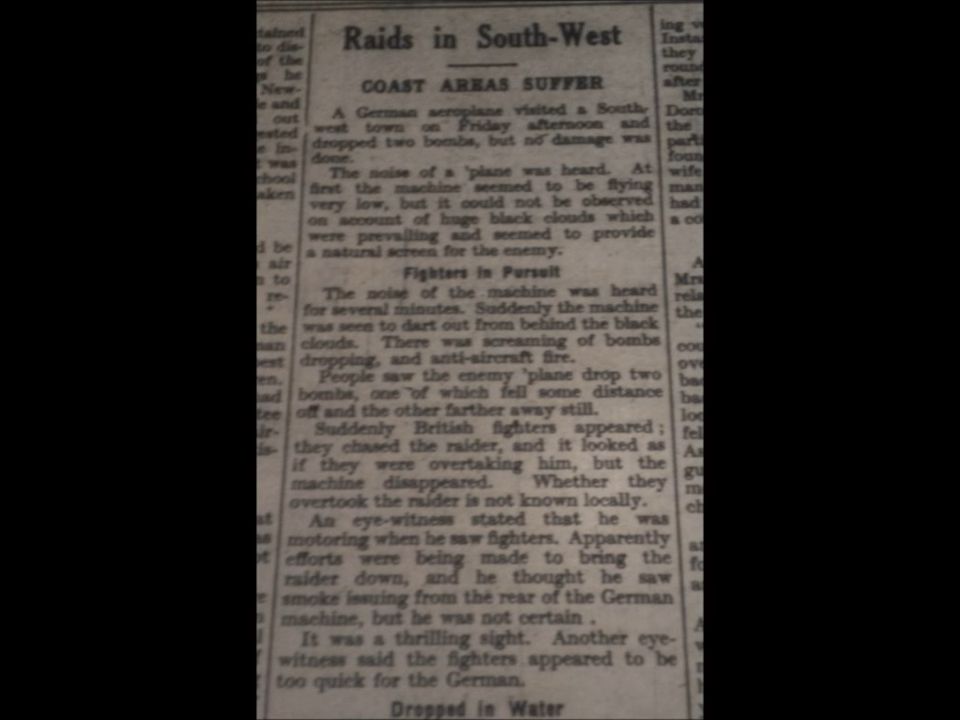 Raids in South-West
COAST AREAS SUFFER
A German aeroplane visited a South-
west town on Friday afternoon and
dropped two bombs, but no damage was
done.
The noise of a 'plane was heard. At
first the machine seemed to be flying
very low, but it could not be observed
on account of huge black clouds which
were prevailing and seemed to provide
a natural screen for the enemy.
Fighters in Pursuit
The noise of the machine was heard
for several minutes. Suddenly the machine
was seen to dart out from behind the black
clouds. There was screaming of bombs
dropping, and anti-aircraft fire.
People saw the enemy 'plane drop two
bombs, one of which fell some distance
off and the other farther away still.
Suddenly British fighters appeared;
they chased the raider, and it looked as
if they were overtaking him, but the
machine disappeared. Whether they
overtook the raider is not known locally.
An eye-witness stated that he was
motoring when he saw fighters. Apparently
efforts were being made to bring the
raider down, and he thought he saw
smoke issuing from the rear of the German
machine, but he was not certain .
It was a thrilling sight. Another eye-
witness said the fighters appeared to be
too quick for the German.
Dropped in Water